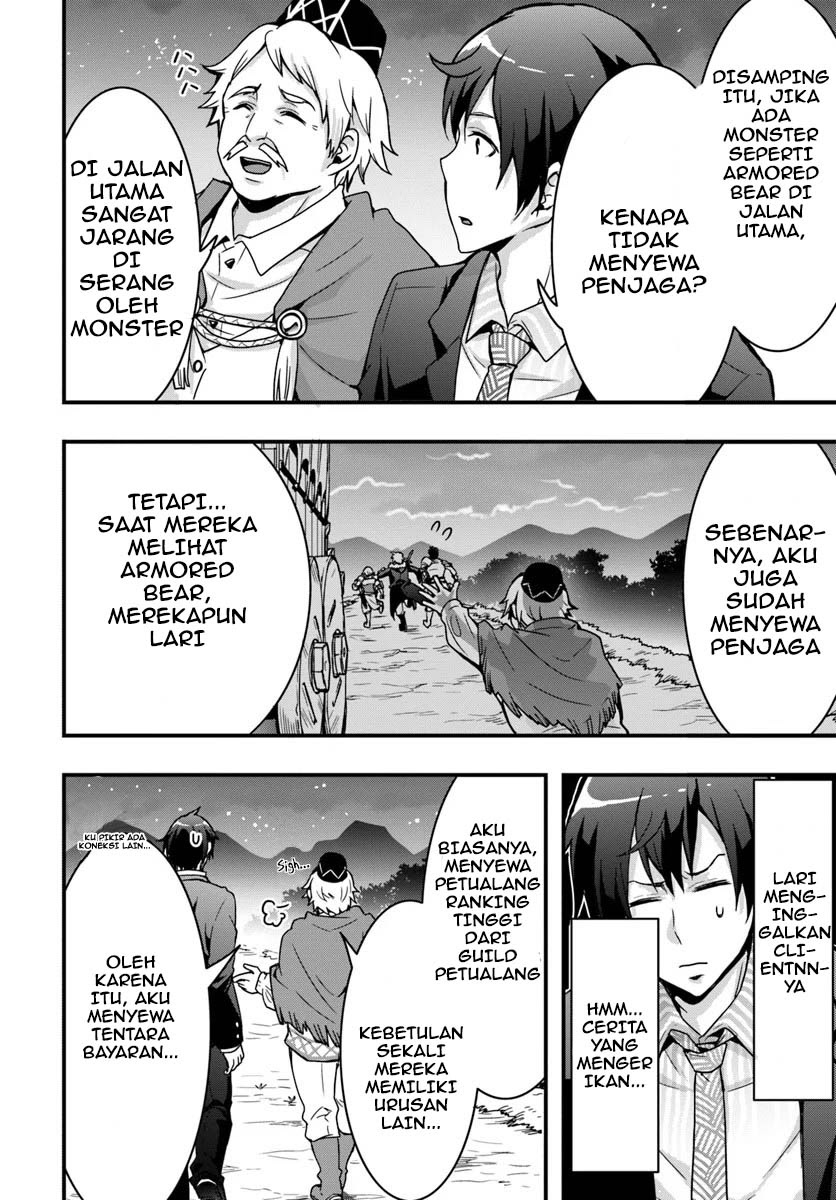 DISAMPING
ITU, JIKA
ADA
MONSTER
SEPERTI
ARMORED
BEAR DI
JALAN
UTAMA,
KENAPA
TIDAK
MENYEWA
PENJAGA?
DI JALAN
UTAMA
SANGAT
JARANG
DI
SERANG
OLEH
MONSTER
SEBENAR-
NYA, AKU
JUGA
SUDAH
MENYEWA
PENJAGA
TETAPI...
SAAT MEREKA
MELIHAT
ARMORED
BEAR,
MEREKAPUN
LARI
LARI
MENG-
ING-
GALKAN
CLI-
ENTNN-
YA
HMM...
CERITA
YANG
MENGER
IKAN...
AKU
BIASANYA,
MENYEWA
PETUALANG
RANKING
TINGGI
DARI
GUILD
PETUALANG
KEBETULAN
SEKALI
MEREKA
MEMILIKI
URUSAN
LAIN...
Sigh...
KU PIKIR ADA
KONEKSI LAIN...
OLEH
KARENA
ITU, AKU
MENYEWA
TENTARA
BAYARAN...